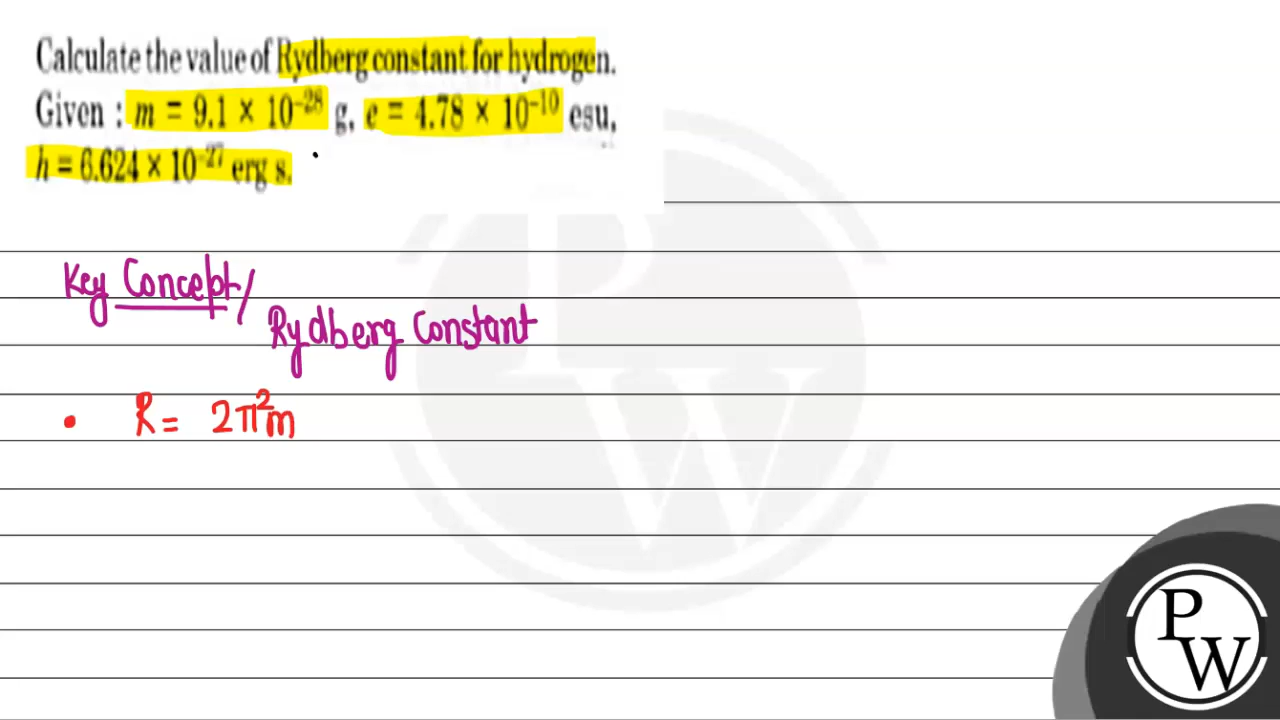 Calculate the value of Rydberg constant for hydrogen.
Given : m = 9.1 × 10⁻²⁸ g, e = 4.78 × 10⁻¹⁰ esu,
h = 6.624 × 10⁻²⁷ erg s.
Key Concept/
Rydberg Constant
• R = 2π²m
PW
PW